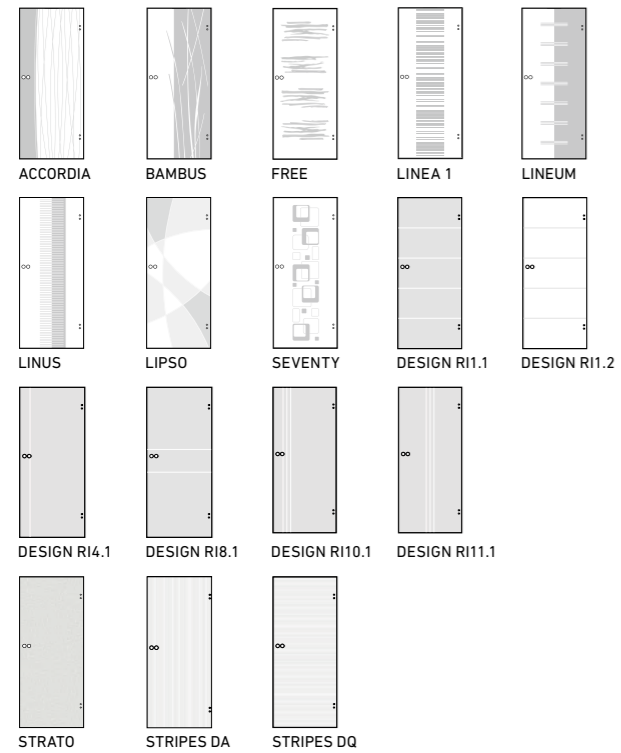 ACCORDIA BAMBUS FREE LINEA 1 LINEUM
LINUS LIPSO SEVENTY DESIGN RI1.1 DESIGN RI1.2
DESIGN RI4.1 DESIGN RI8.1 DESIGN RI10.1 DESIGN RI11.1
STRATO STRIPES DA STRIPES DQ